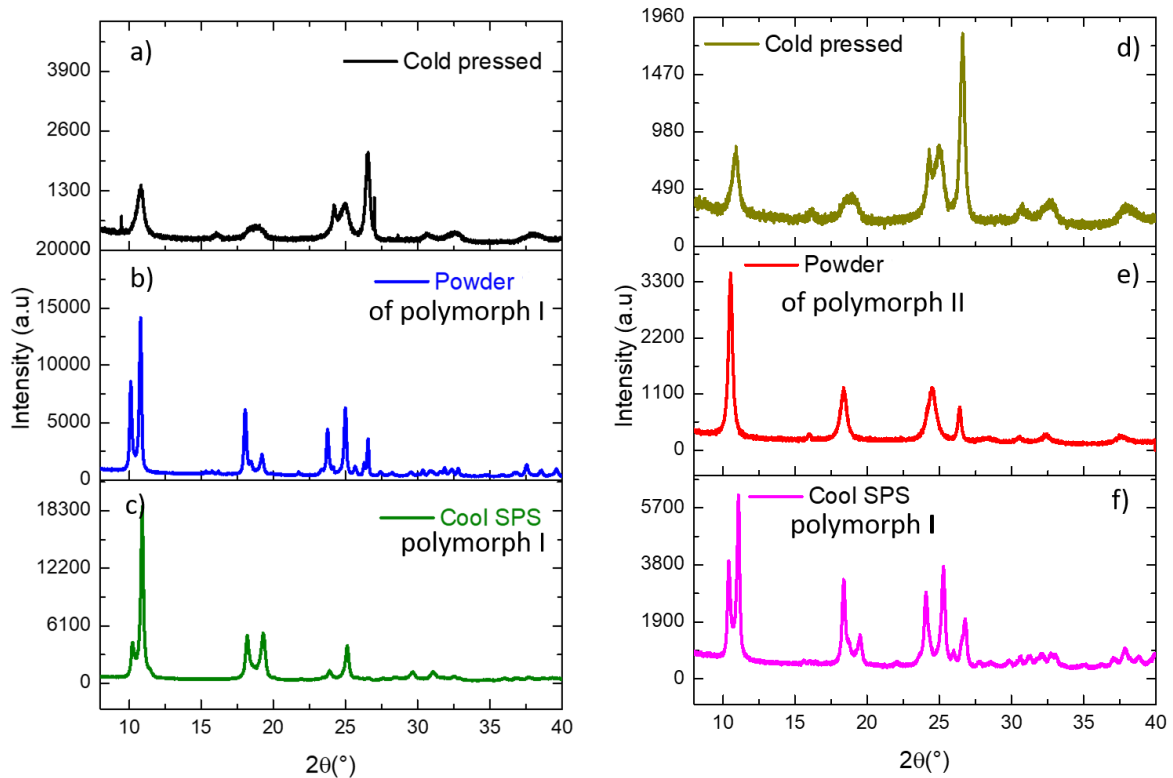 a)
Cold pressed
3900
2600
1300
20000
b)
Powder
of polymorph I
15000
10000
5000
0
c)
Cool SPS
polymorph I
18300
12200
6100
0
10 15 20 25 30 35 40
2θ(°)
Intensity (a.u)
1960
d)
Cold pressed
1470
980
490
0
e)
Powder
of polymorph II
3300
2200
1100
0
f)
Cool SPS
polymorph I
5700
3800
1900
0
10 15 20 25 30 35 40
2θ(°)
Intensity (a.u)